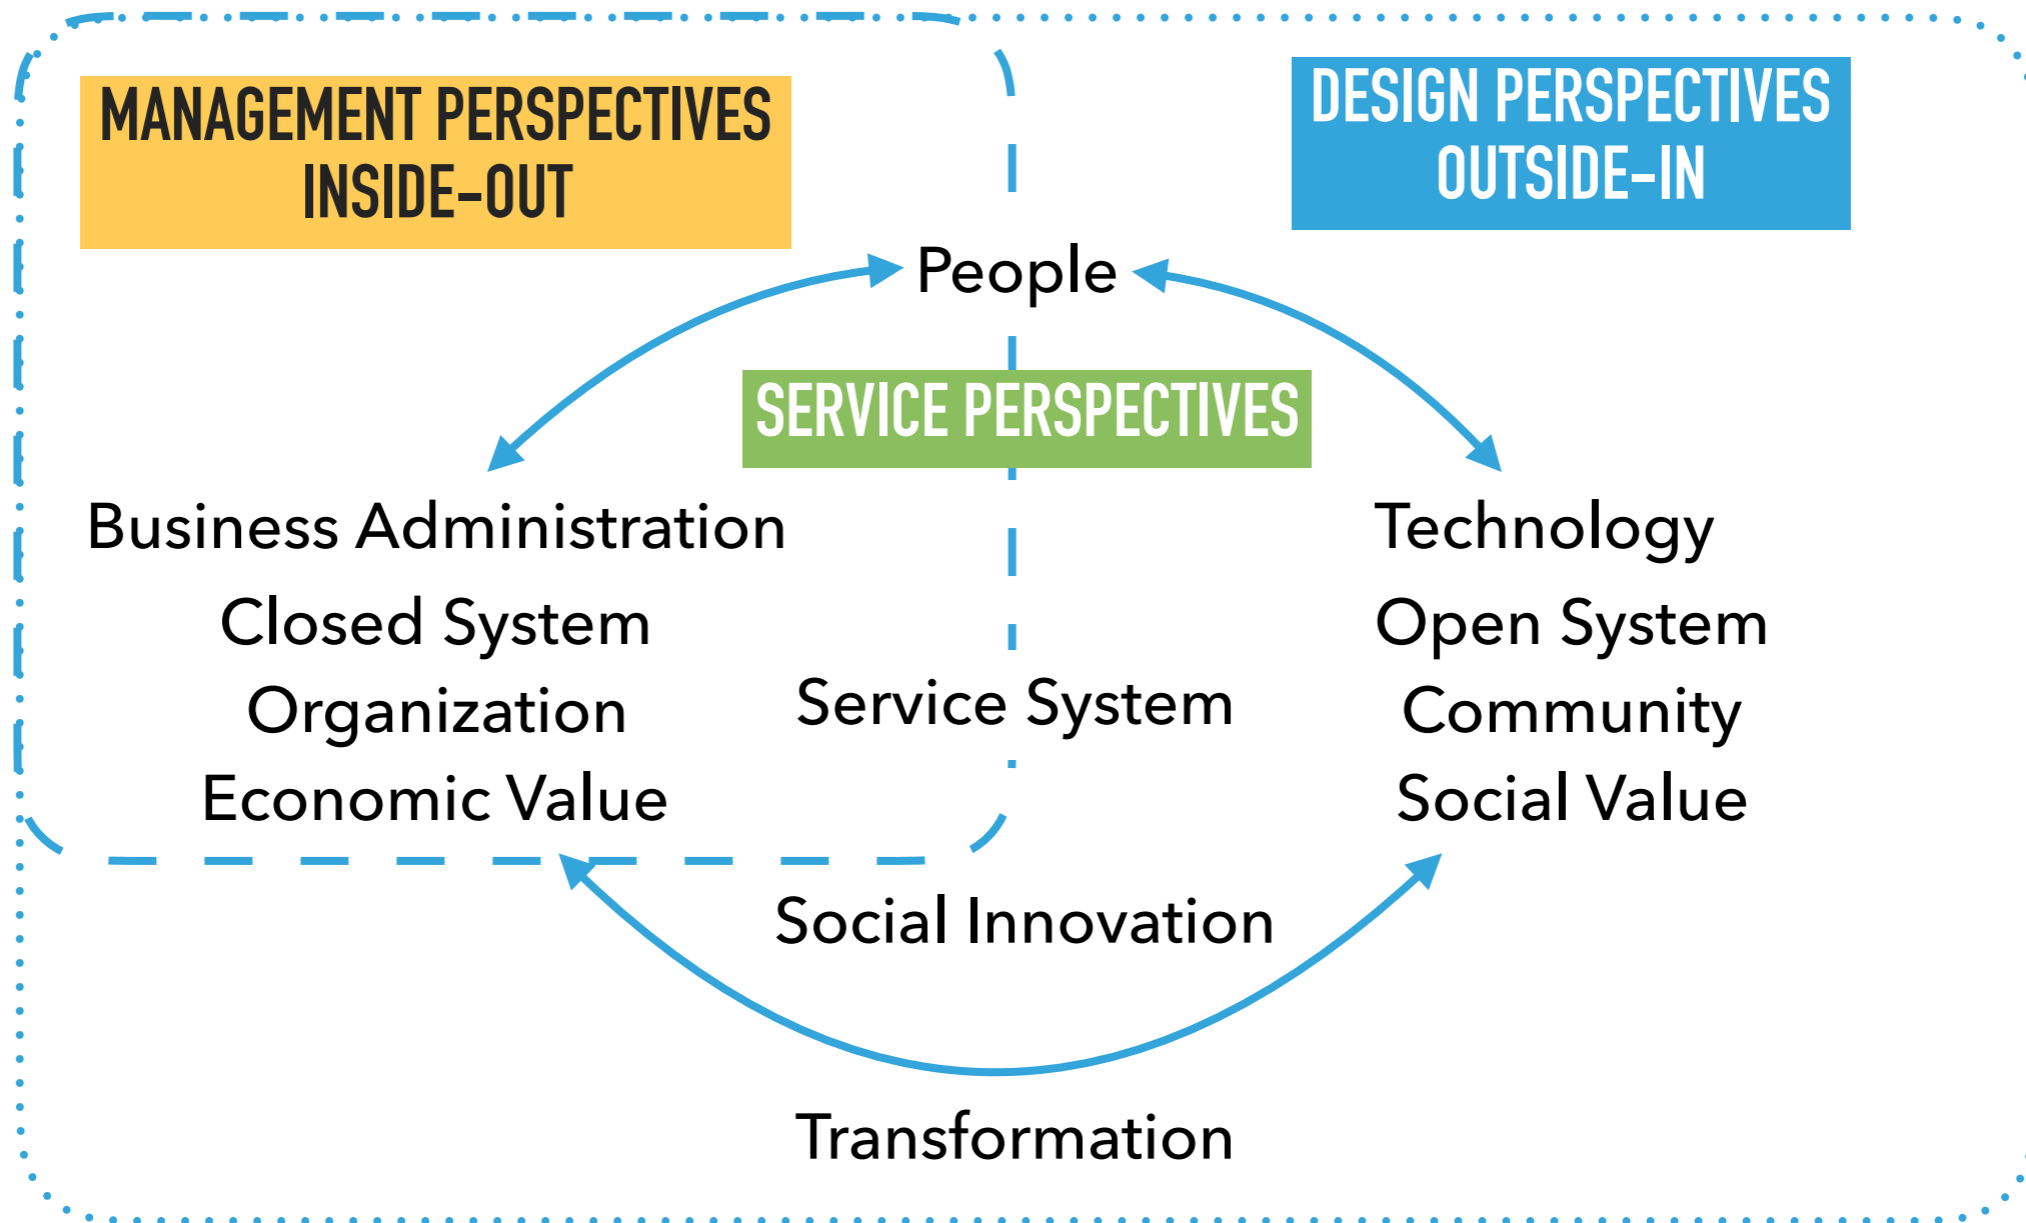 MANAGEMENT PERSPECTIVES
INSIDE-OUT
DESIGN PERSPECTIVES
OUTSIDE-IN
People
SERVICE PERSPECTIVES
Business Administration
Closed System
Organization
Economic Value
Service System
Technology
Open System
Community
Social Value
Social Innovation
Transformation